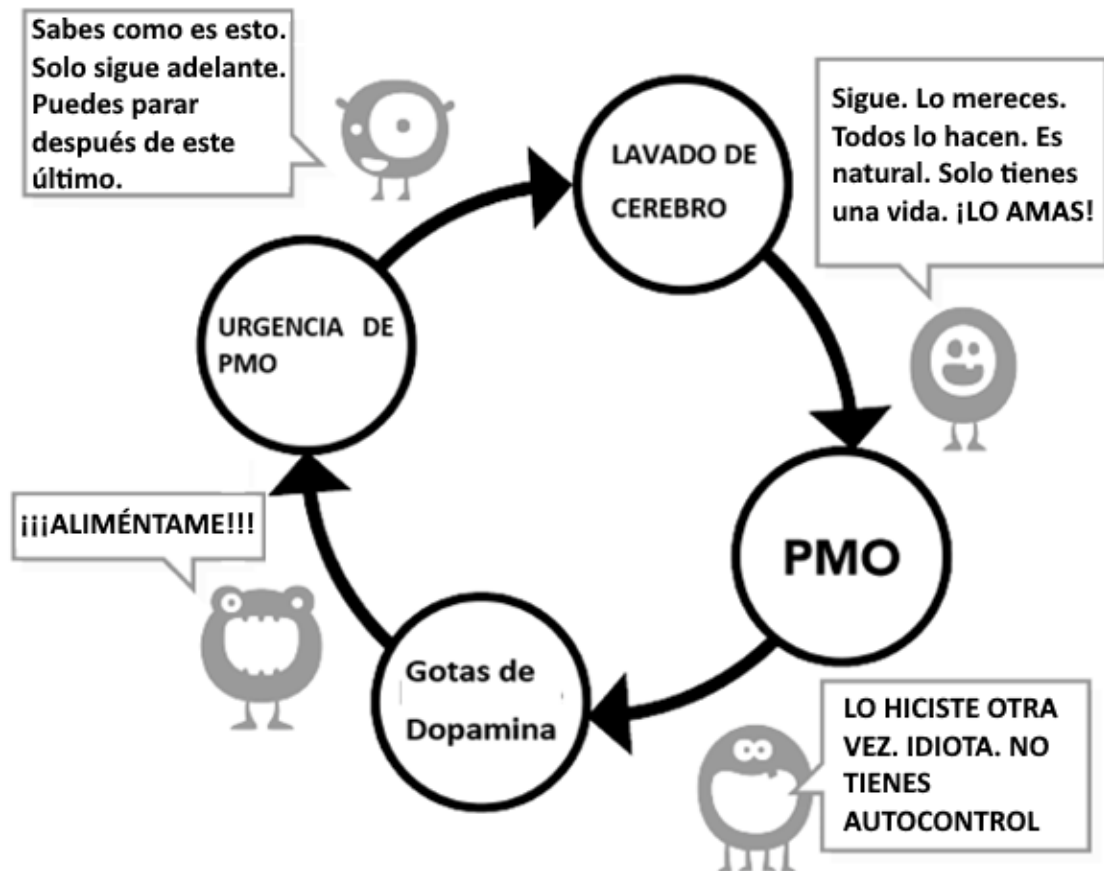 Sabes como es esto.
Solo sigue adelante.
Puedes parar
después de este
último.
LAVADO DE
CEREBRO
Sigue. Lo mereces.
Todos lo hacen. Es
natural. Solo tienes
una vida. ¡LO AMAS!
URGENCIA DE
PMO
¡¡¡ALIMÉNTAME!!!
PMO
Gotas de
Dopamina
LO HICISTE OTRA
VEZ. IDIOTA. NO
TIENES
AUTOCONTROL